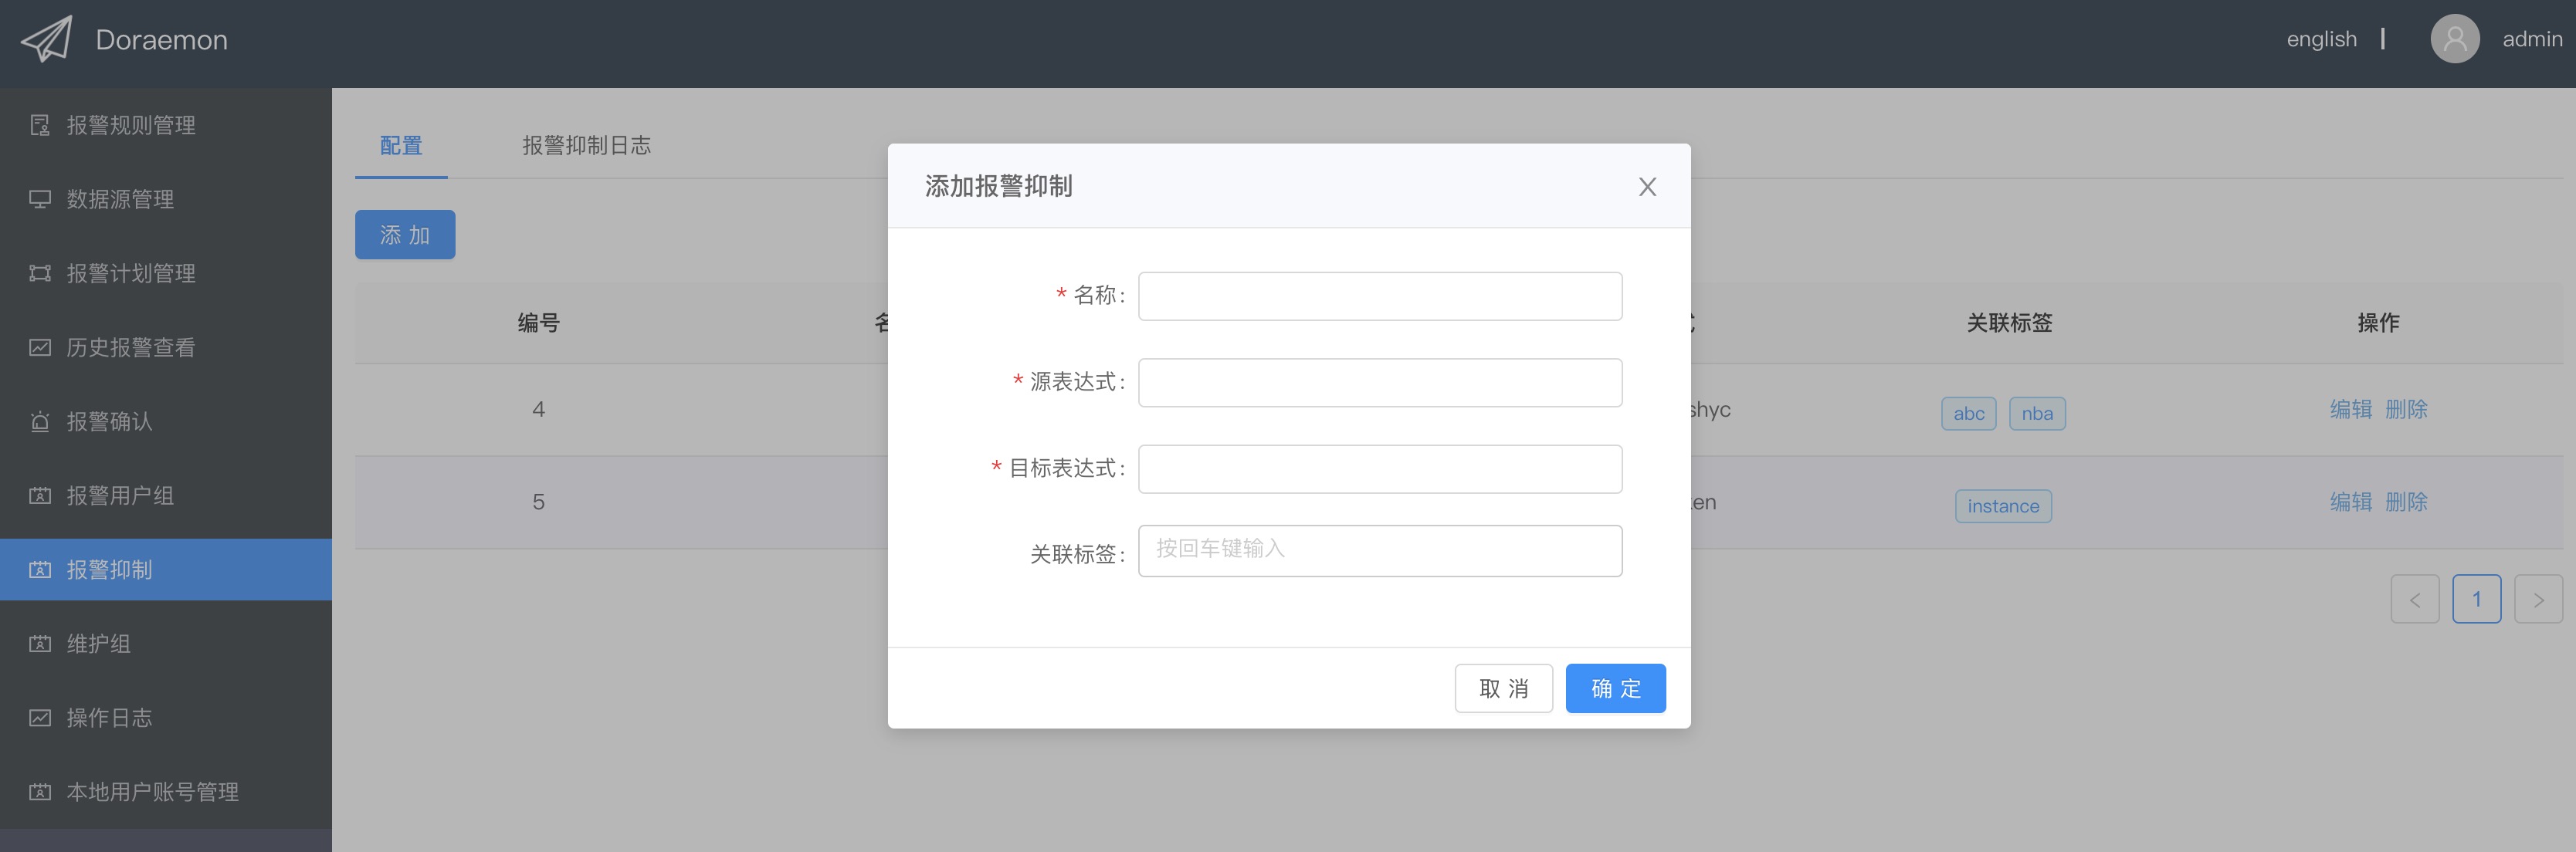 Doraemon
english
admin
报警规则管理
数据源管理
报警计划管理
历史报警查看
报警确认
报警用户组
报警抑制
维护组
操作日志
本地用户账号管理
配置 报警抑制日志
添 加
编号 关联标签 操作
4 shyc abc nba 编辑 删除
5 instance 编辑 删除
< 1 >
添加报警抑制
* 名称:
* 源表达式:
* 目标表达式:
关联标签: 按回车键输入
取 消 确 定